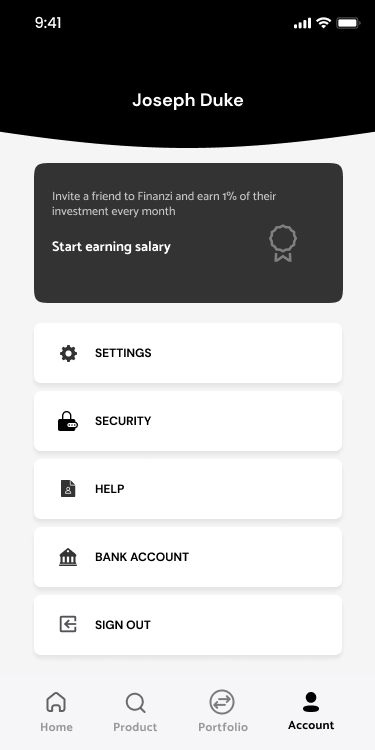 9:41
Joseph Duke
Invite a friend to Finanzi and earn 1% of their
investment every month
Start earning salary
SETTINGS
SECURITY
HELP
BANK ACCOUNT
SIGN OUT
Home
Product
Portfolio
Account